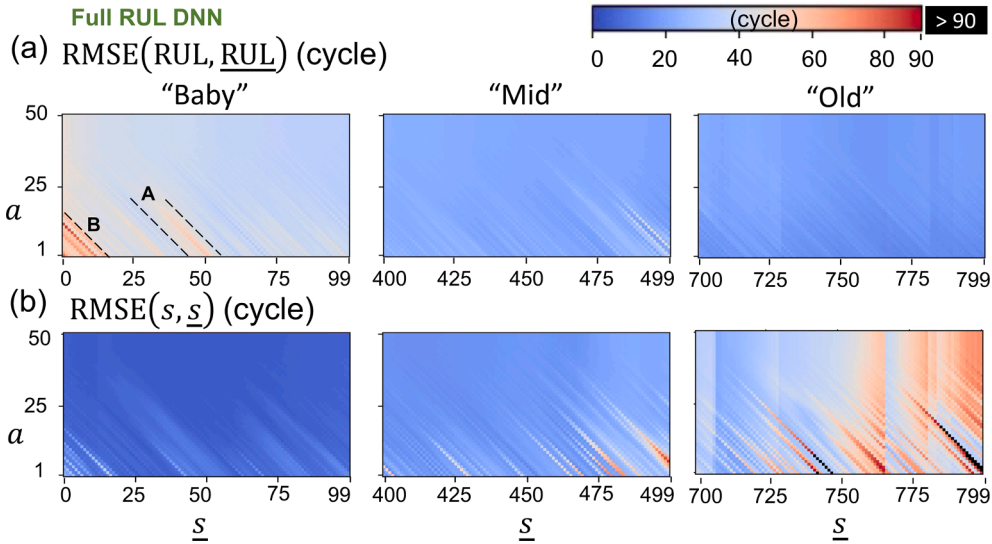 Full RUL DNN
(cycle)
0 20 40 60 80 90
> 90
(a) RMSE(RUL, RUL) (cycle)
“Baby” “Mid” “Old”
50
25
a
1
A
B
0 25 50 75 99
400 425 450 475 499
700 725 750 775 799
(b) RMSE(s, s) (cycle)
50
25
a
1
0 25 50 75 99
400 425 450 475 499
700 725 750 775 799
s s s